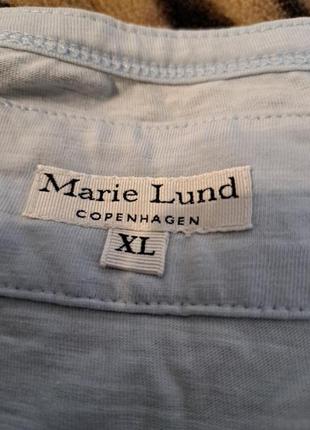 Marie Lund
COPENHAGEN
XL